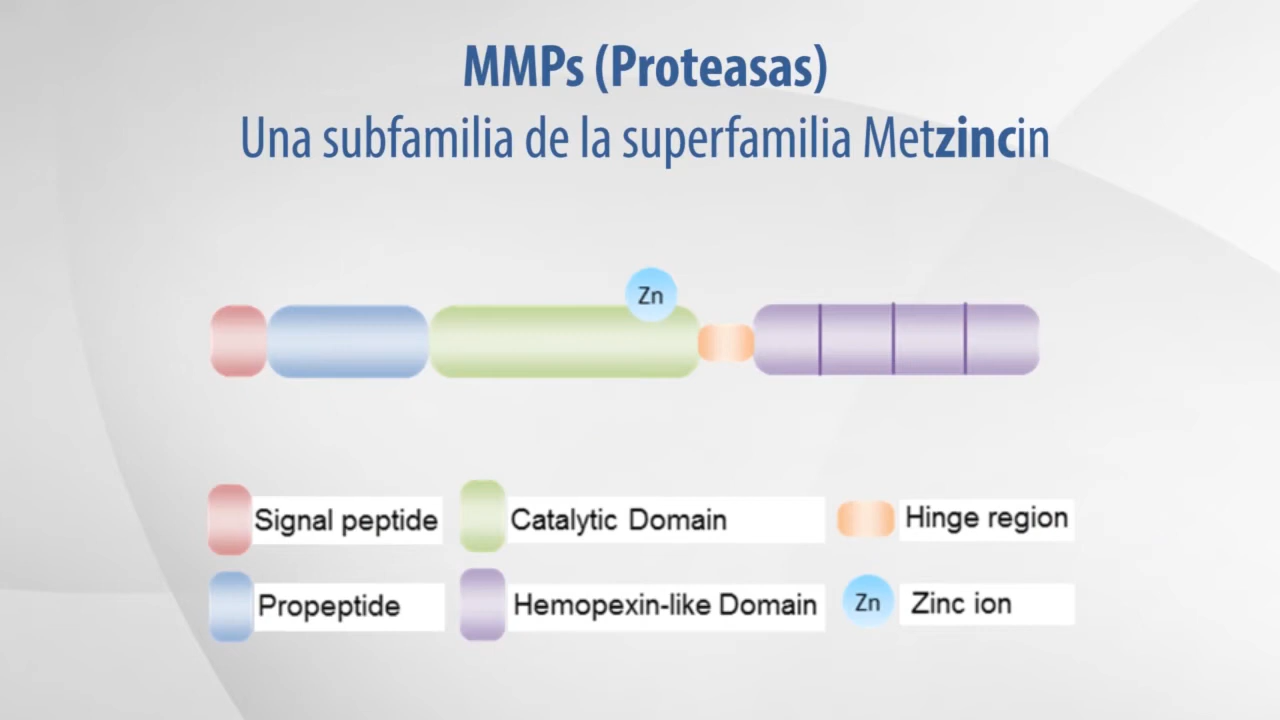 MMPs (Proteasas)
Una subfamilia de la superfamilia Metzincin
Zn
Signal peptide
Catalytic Domain
Hinge region
Propeptide
Hemopexin-like Domain
Zn
Zinc ion